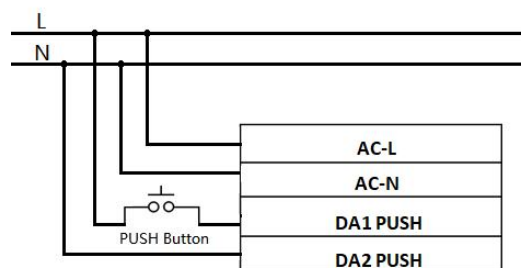 L
N
AC-L
AC-N
DA1 PUSH
PUSH Button
DA2 PUSH